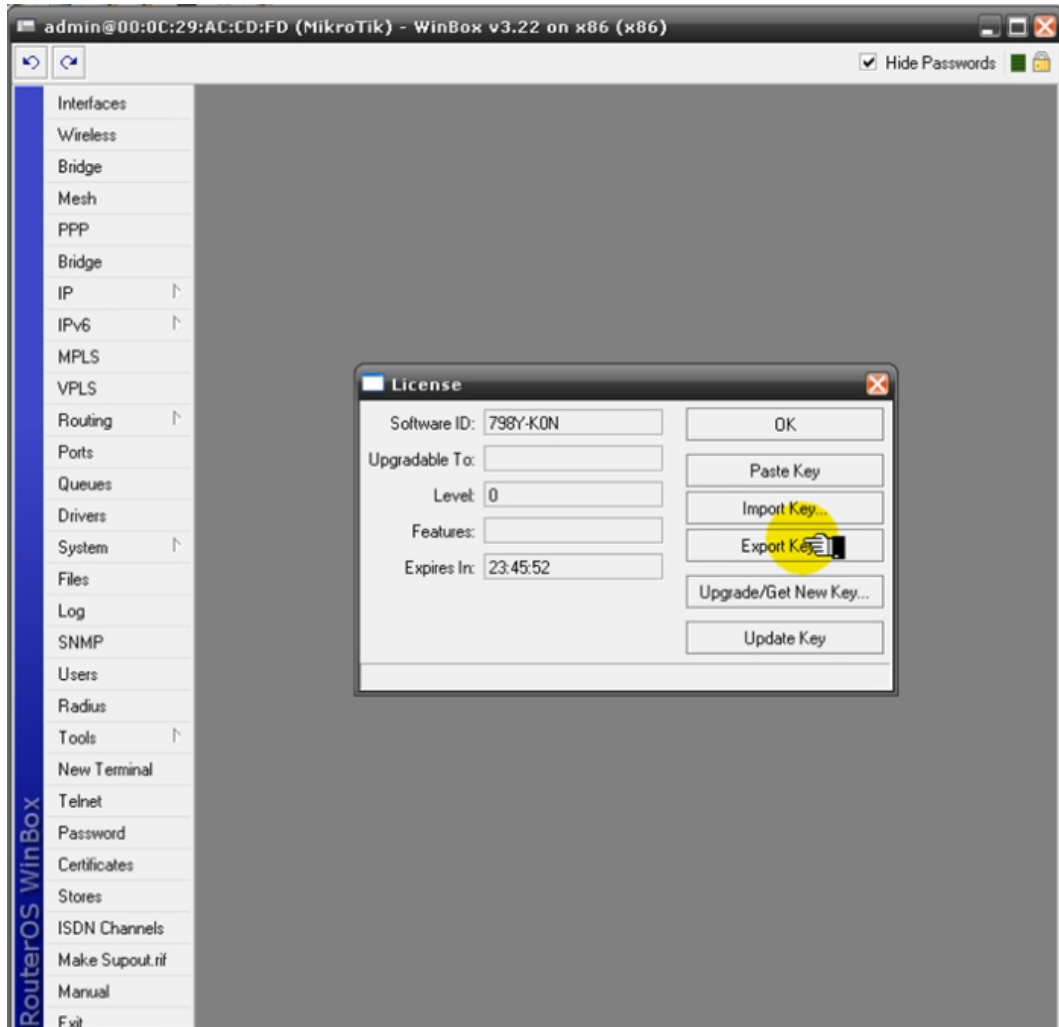 admin@00:0C:29:AC:CD:FD (MikroTik) - WinBox v3.22 on x86 (x86)
Hide Passwords
Interfaces
Wireless
Bridge
Mesh
PPP
Bridge
IP
IPv6
MPLS
VPLS
Routing
Ports
Queues
Drivers
System
Files
Log
SNMP
Users
Radius
Tools
New Terminal
Telnet
Password
Certificates
Stores
ISDN Channels
Make Supout.rif
Manual
Exit
RouterOS WinBox
License
Software ID: 798Y-K0N
Upgradable To:
Level: 0
Features:
Expires In: 23:45:52
OK
Paste Key
Import Key...
Export Key
Upgrade/Get New Key...
Update Key